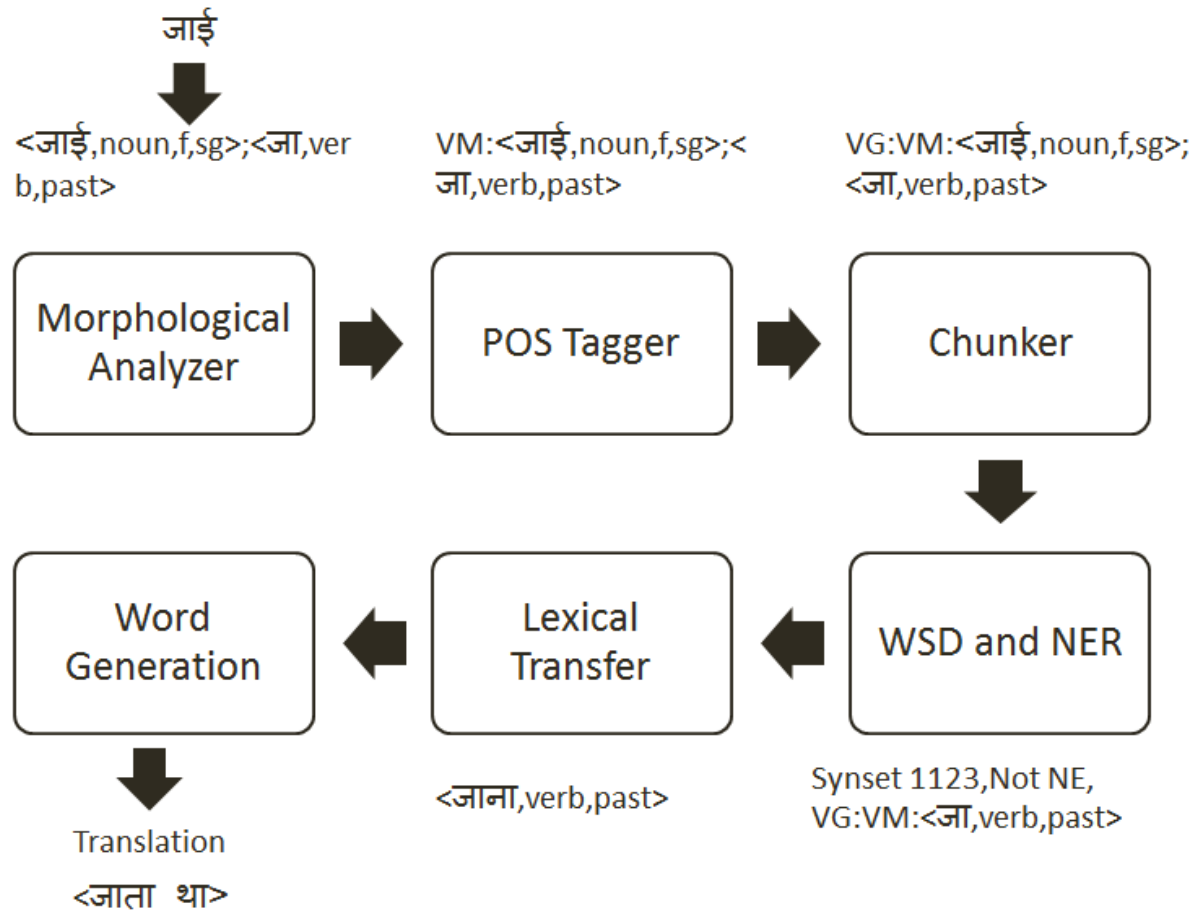 जाई
<जाई,noun,f,sg>;<जा,ver
b,past>
VM:<जाई,noun,f,sg>;<
जा,verb,past>
VG:VM:<जाई,noun,f,sg>;
<जा,verb,past>
Morphological
Analyzer
POS Tagger
Chunker
Word
Generation
Lexical
Transfer
WSD and NER
Translation
<जाता था>
<जाना,verb,past>
Synset 1123,Not NE,
VG:VM:<जा,verb,past>